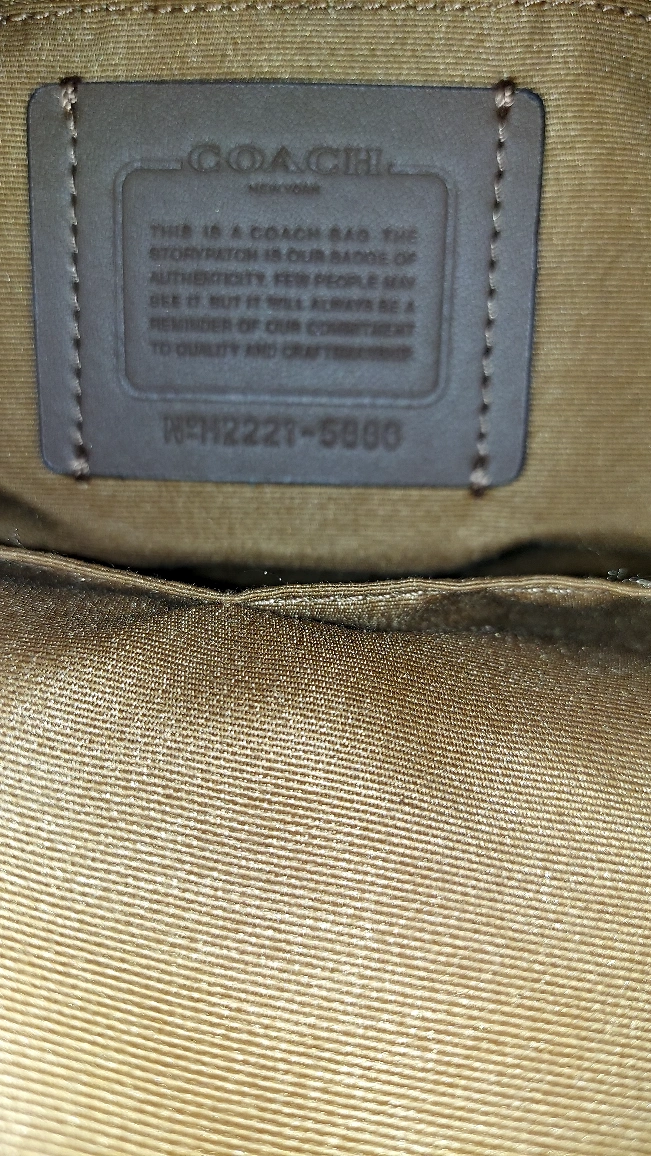 COACH
NEW YORK
THIS IS A COACH BAG. THE
STORYPATCH IS OUR BADGE OF
AUTHENTICITY. FEW PEOPLE MAY
SEE IT. BUT IT WILL ALWAYS BE A
REMINDER OF OUR COMMITMENT
TO QUALITY AND CRAFTSMANSHIP.